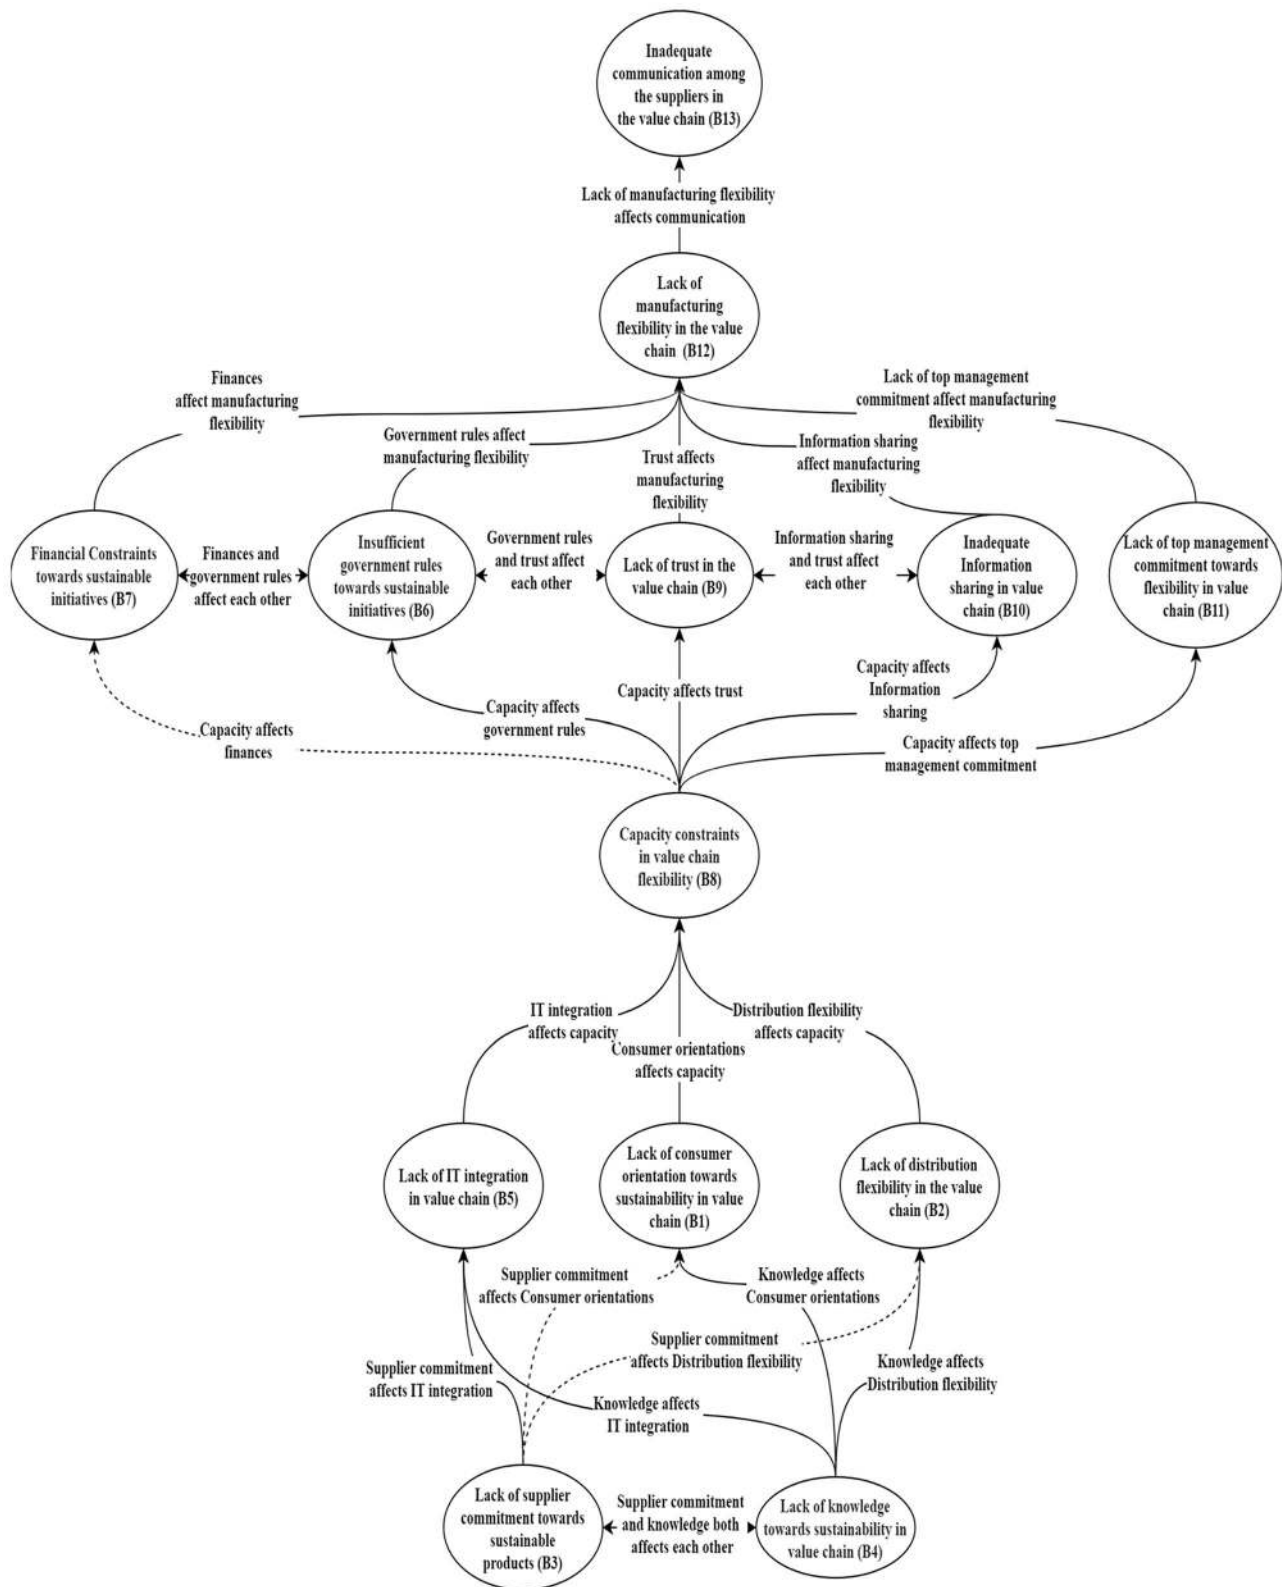 Inadequate
communication among
the suppliers in
the value chain (B13)
Lack of manufacturing flexibility
affects communication
Lack of
manufacturing
flexibility in the value
chain (B12)
Finances
affect manufacturing
flexibility
Government rules affect
manufacturing flexibility
Trust affects
manufacturing
flexibility
Information sharing
affect manufacturing
flexibility
Lack of top management
commitment affect manufacturing
flexibility
Financial Constraints
towards sustainable
initiatives (B7)
Finances and
government rules
affect each other
Insufficient
government rules
towards sustainable
initiatives (B6)
Government rules
and trust affect
each other
Lack of trust in the
value chain (B9)
Information sharing
and trust affect
each other
Inadequate
Information
sharing in value
chain (B10)
Lack of top management
commitment towards
flexibility in value
chain (B11)
Capacity affects
finances
Capacity affects
government rules
Capacity affects trust
Capacity affects
Information
sharing
Capacity affects top
management commitment
Capacity constraints
in value chain
flexibility (B8)
IT integration
affects capacity
Consumer orientations
affects capacity
Distribution flexibility
affects capacity
Lack of IT integration
in value chain (B5)
Lack of consumer
orientation towards
sustainability in value
chain (B1)
Lack of distribution
flexibility in the value
chain (B2)
Supplier commitment
affects Consumer orientations
Knowledge affects
Consumer orientations
Supplier commitment
affects Distribution flexibility
Supplier commitment
affects IT integration
Knowledge affects
Distribution flexibility
Knowledge affects
IT integration
Lack of supplier
commitment towards
sustainable
products (B3)
Supplier commitment
and knowledge both
affects each other
Lack of knowledge
towards sustainability in
value chain (B4)